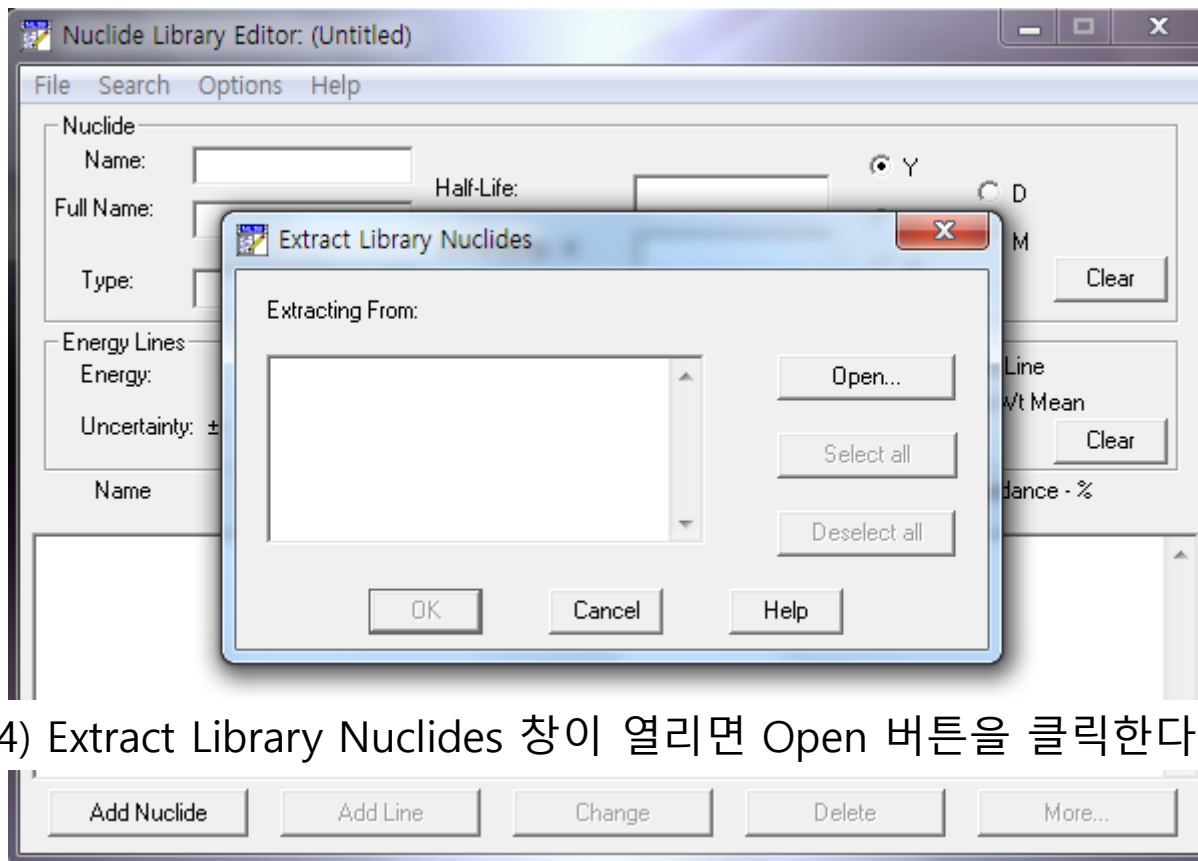 Nuclide Library Editor: (Untitled)
File Search Options Help
Nuclide
Name:
Half-Life:
Y
D
Full Name:
M
Type:
Clear
Extract Library Nuclides
Extracting From:
Open...
Select all
Deselect all
OK Cancel Help
Energy Lines
Energy:
Line
Uncertainty: ±
Wt Mean
Clear
Name
dance - %
4) Extract Library Nuclides 창이 열리면 Open 버튼을 클릭한다
Add Nuclide Add Line Change Delete More...